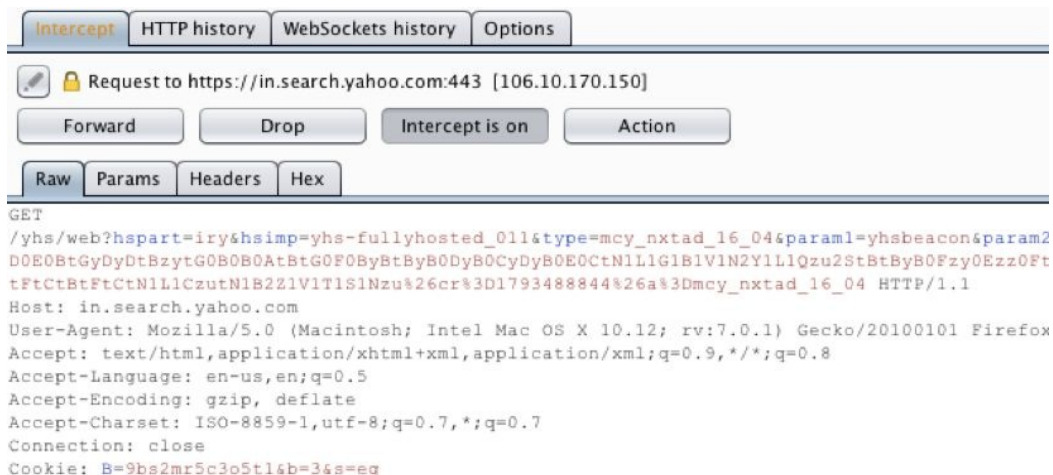 Intercept HTTP history WebSockets history Options
Request to https://in.search.yahoo.com:443 [106.10.170.150]
Forward Drop Intercept is on Action
Raw Params Headers Hex
GET
/yhs/web?hspart=iry&hsimp=yhs-fullyhosted_011&type=mcy_nxtad_16_04&param1=yhsbeacon&param2
D0E0BtGyDyDtBzytG0B0B0AtBtG0F0ByBtByB0DyB0CyDyB0E0CtN1L1G1B1V1N2Y1L1Qzu2StBtByB0Fzy0Ezz0Ft
tFtCtBtFtCtN1L1CzutN1B2Z1V1T1S1Nzu%26cr%3D1793488844%26a%3Dmcy_nxtad_16_04 HTTP/1.1
Host: in.search.yahoo.com
User-Agent: Mozilla/5.0 (Macintosh; Intel Mac OS X 10.12; rv:7.0.1) Gecko/20100101 Firefox
Accept: text/html,application/xhtml+xml,application/xml;q=0.9,*/*;q=0.8
Accept-Language: en-us,en;q=0.5
Accept-Encoding: gzip, deflate
Accept-Charset: ISO-8859-1,utf-8;q=0.7,*;q=0.7
Connection: close
Cookie: B=9bs2mr5c3o5t1&b=3&s=eq